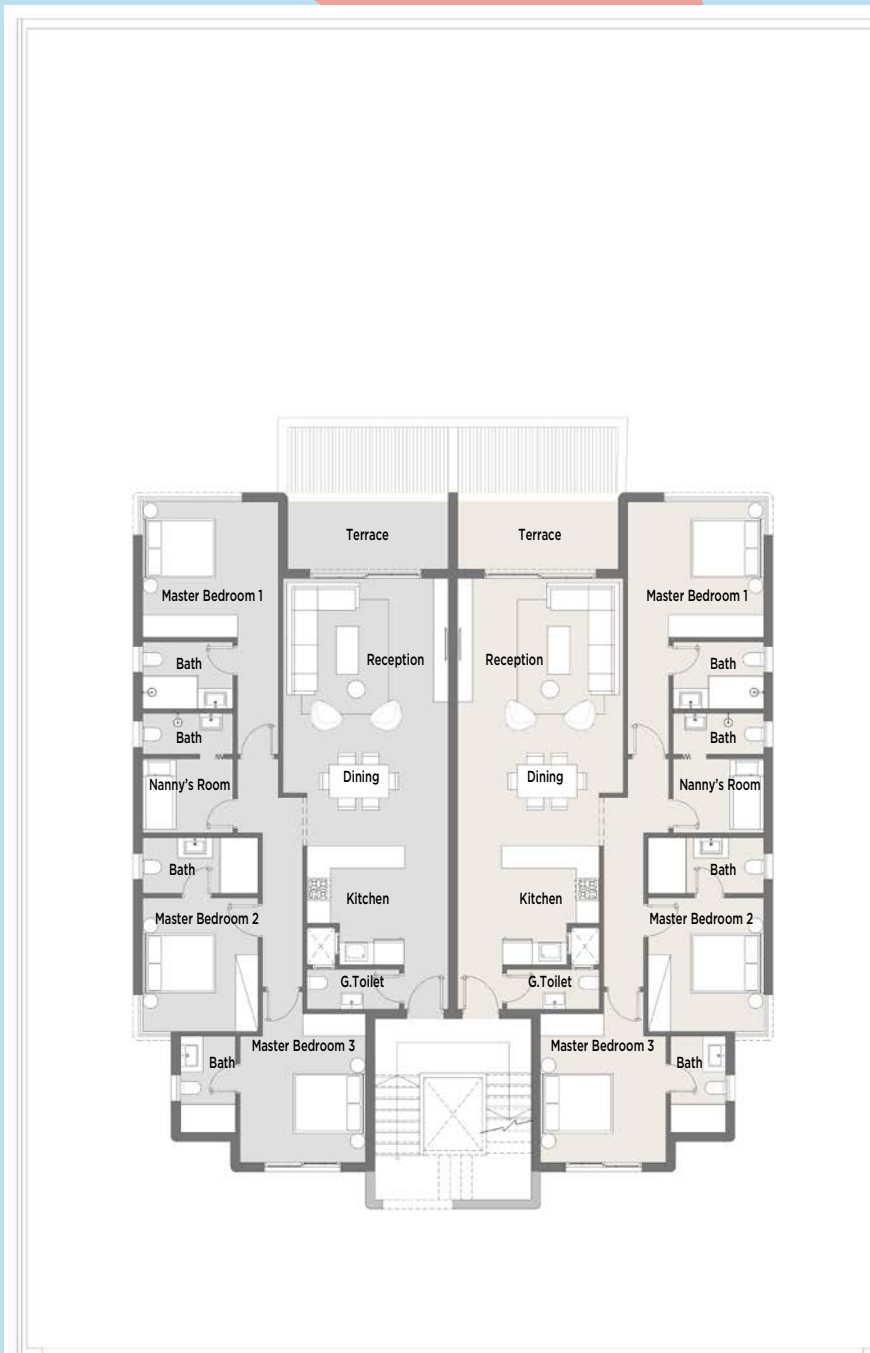 Terrace
Terrace
Master Bedroom 1
Master Bedroom 1
Reception
Reception
Bath
Bath
Bath
Bath
Dining
Dining
Nanny's Room
Nanny's Room
Bath
Bath
Kitchen
Kitchen
Master Bedroom 2
Master Bedroom 2
G.Toilet
G.Toilet
Master Bedroom 3
Master Bedroom 3
Bath
Bath